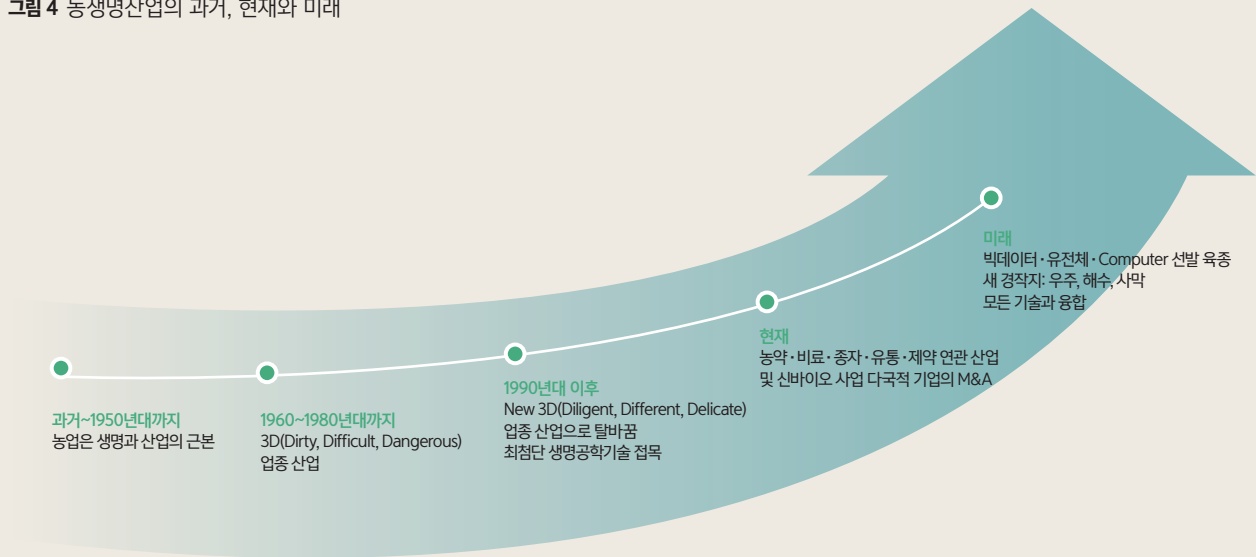 그림 4 농생명산업의 과거, 현재와 미래
과거~1950년대까지
농업은 생명과 산업의 근본
1960~1980년대까지
3D(Dirty, Difficult, Dangerous)
업종 산업
1990년대 이후
New 3D(Diligent, Different, Delicate)
업종 산업으로 탈바꿈
최첨단 생명공학기술 접목
현재
농약·비료·종자·유통·제약 연관 산업
및 신바이오 사업 다국적 기업의 M&A
미래
빅데이터·유전체·Computer 선발 육종
새 경작지: 우주, 해수, 사막
모든 기술과 융합